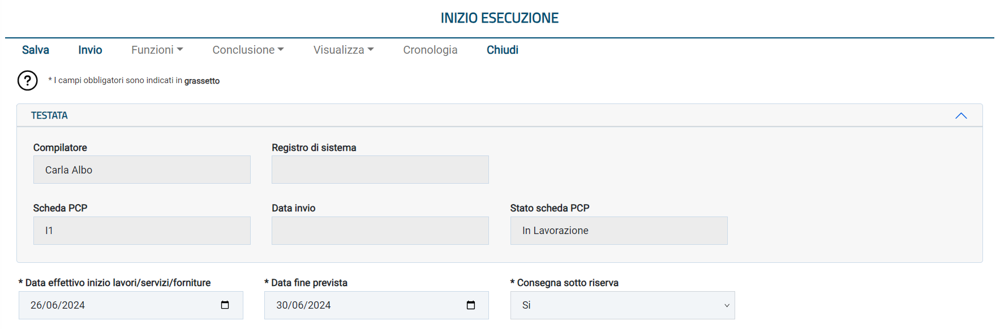 INIZIO ESECUZIONE
Salva Invio Funzioni Conclusione Visualizza Cronologia Chiudi
? * I campi obbligatori sono indicati in grassetto
TESTATA
Compilatore Registro di sistema
Carla Albo
Scheda PCP Data invio Stato scheda PCP
I1 In Lavorazione
* Data effettivo inizio lavori/servizi/forniture * Data fine prevista * Consegna sotto riserva
26/06/2024 30/06/2024 Si